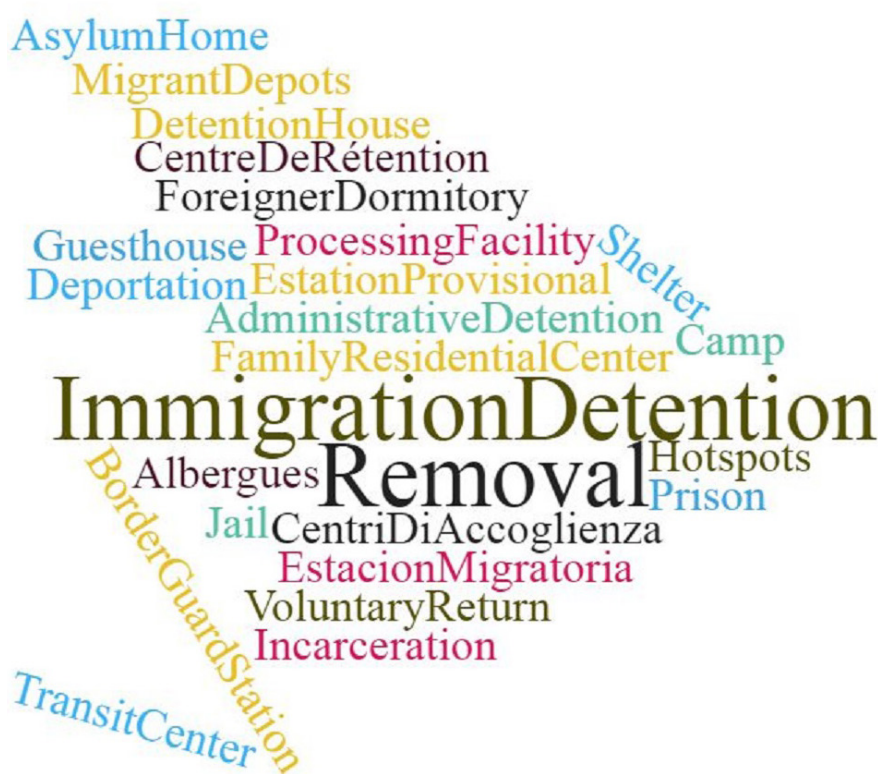 AsylumHome
MigrantDepots
DetentionHouse
CentreDeRétention
ForeignerDormitory
Guesthouse ProcessingFacility Shelter
Deportation EstationProvisional
AdministrativeDetention Camp
FamilyResidentialCenter
ImmigrationDetention
Albergues Removal Hotspots
Prison
Jail CentriDiAccoglienza
EstacionMigratoria
VoluntaryReturn
Incarceration
BorderGuardStation
TransitCenter